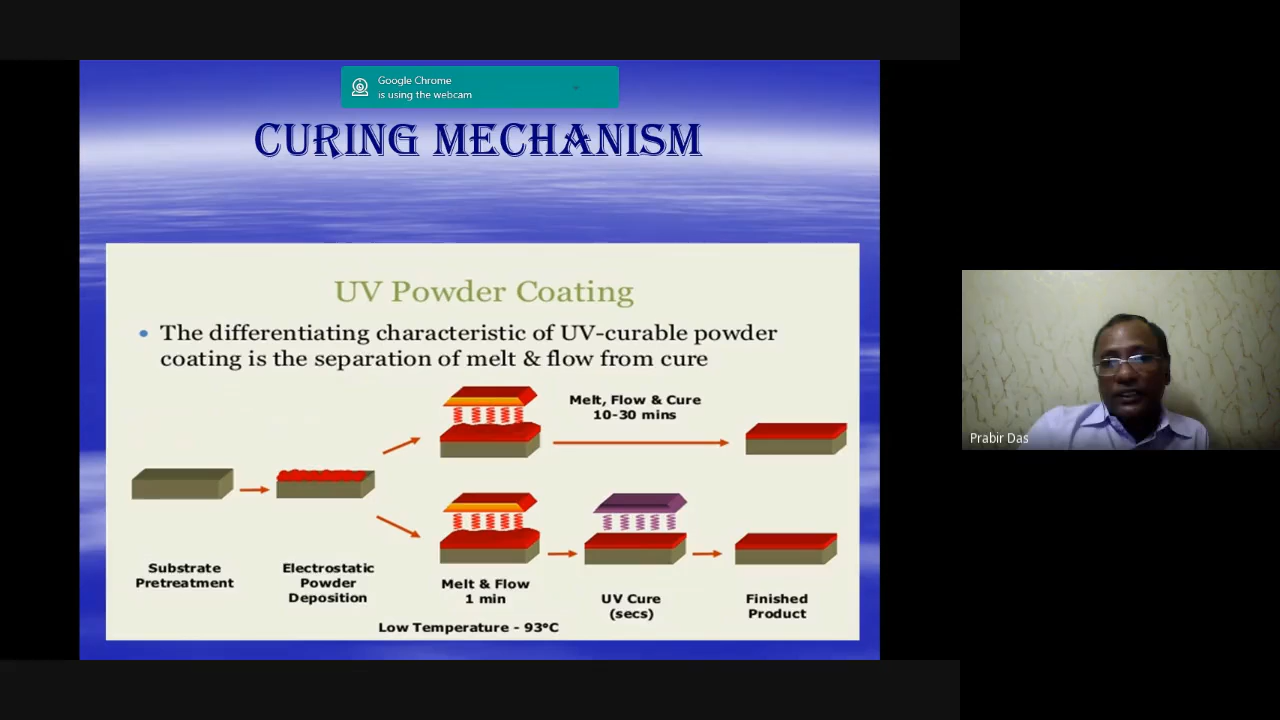 Google Chrome
is using the webcam
CURING MECHANISM
UV Powder Coating
• The differentiating characteristic of UV-curable powder
coating is the separation of melt & flow from cure
Melt, Flow & Cure
10-30 mins
Substrate
Pretreatment
Electrostatic
Powder
Deposition
Melt & Flow
1 min
UV Cure
(secs)
Finished
Product
Low Temperature - 93°C
Prabir Das